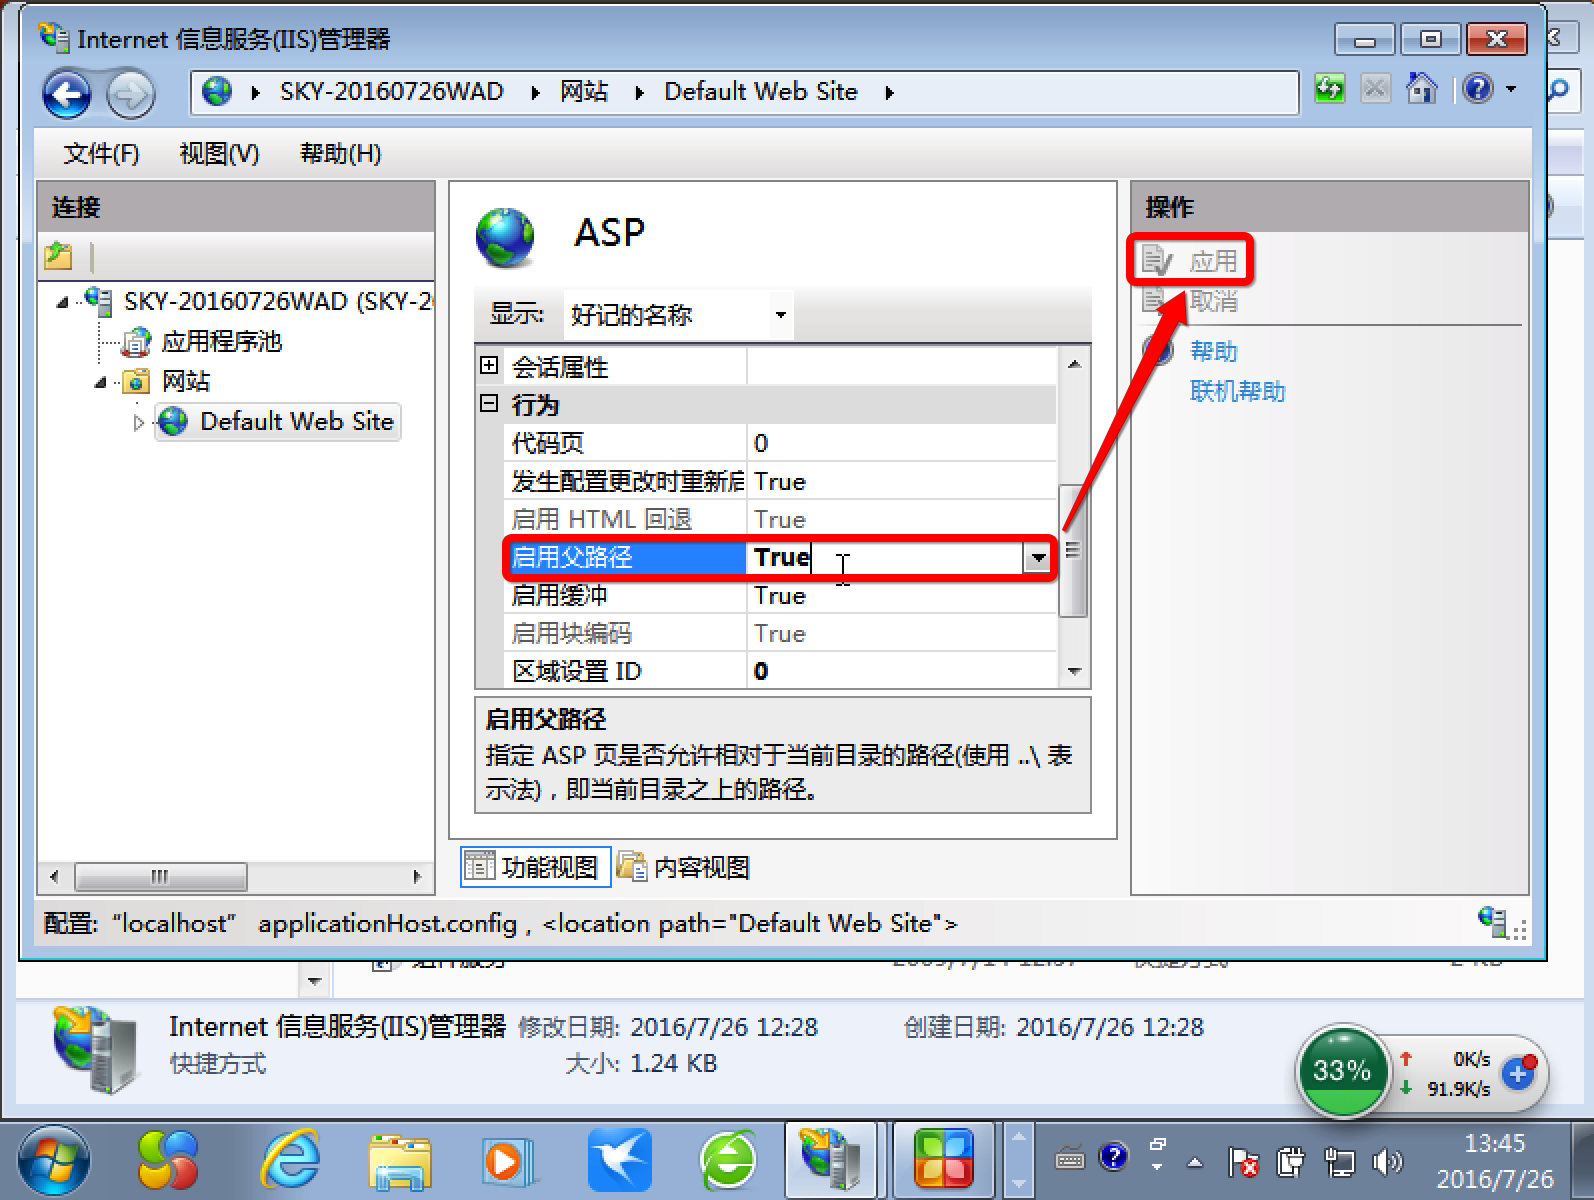 Internet 信息服务(IIS)管理器
SKY-20160726WAD 网站 Default Web Site
文件(F) 视图(V) 帮助(H)
连接
SKY-20160726WAD (SKY-2
应用程序池
网站
Default Web Site
ASP
显示: 好记的名称
会话属性
行为
代码页 0
发生配置更改时重新启 True
启用 HTML 回退 True
启用父路径 True
启用缓冲 True
启用块编码 True
区域设置 ID 0
启用父路径
指定 ASP 页是否允许相对于当前目录的路径(使用 ..\ 表
示法)，即当前目录之上的路径。
功能视图 内容视图
操作
应用
取消
帮助
联机帮助
配置: “localhost” applicationHost.config , <location path="Default Web Site">
Internet 信息服务(IIS)管理器 修改日期: 2016/7/26 12:28 创建日期: 2016/7/26 12:28
快捷方式 大小: 1.24 KB
33%
0K/s
91.9K/s
13:45
2016/7/26